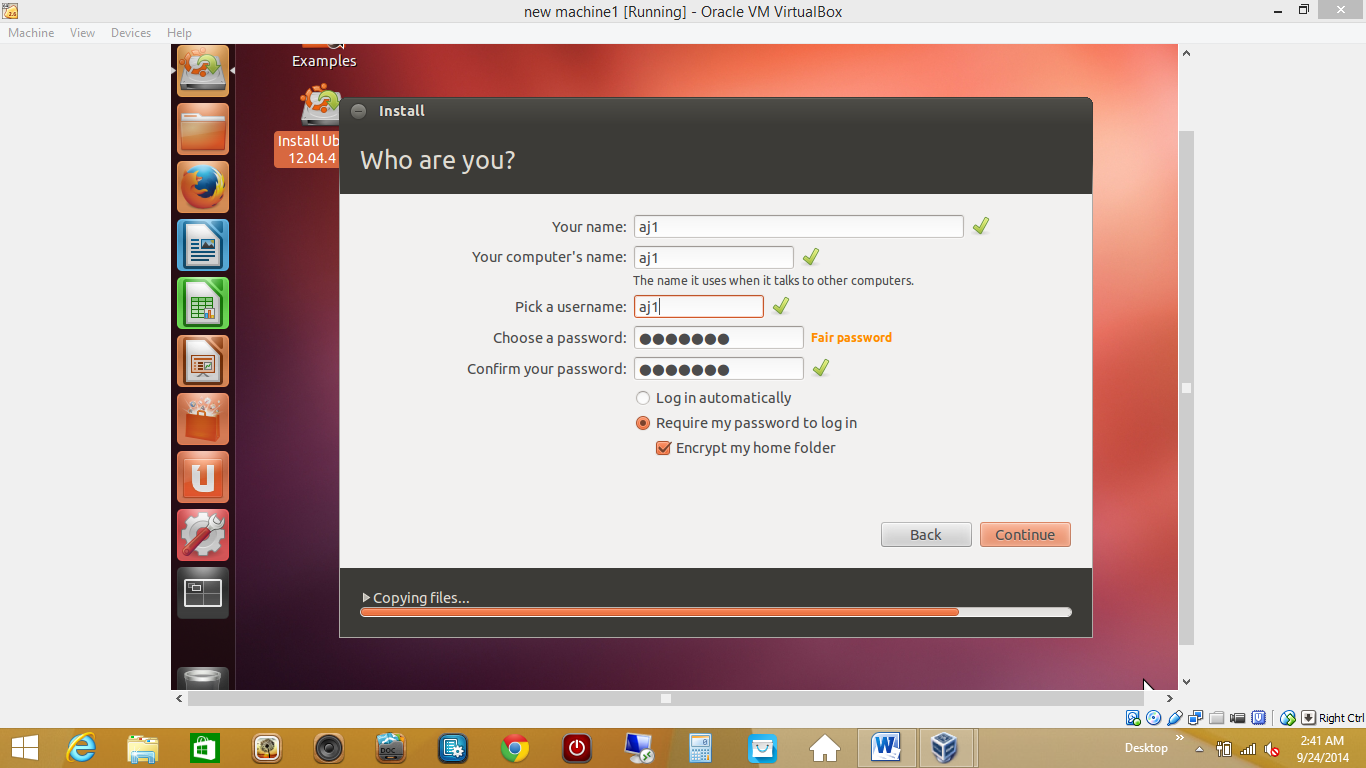 new machine1 [Running] - Oracle VM VirtualBox
Machine View Devices Help
Examples
Install Ub
12.04.4
Install
Who are you?
Your name: aj1
Your computer's name: aj1
The name it uses when it talks to other computers.
Pick a username: aj1
Choose a password: ●●●●●●● Fair password
Confirm your password: ●●●●●●●
Log in automatically
Require my password to log in
Encrypt my home folder
Back Continue
Copying files...
Right Ctrl
DOC
Desktop
2:41 AM
9/24/2014